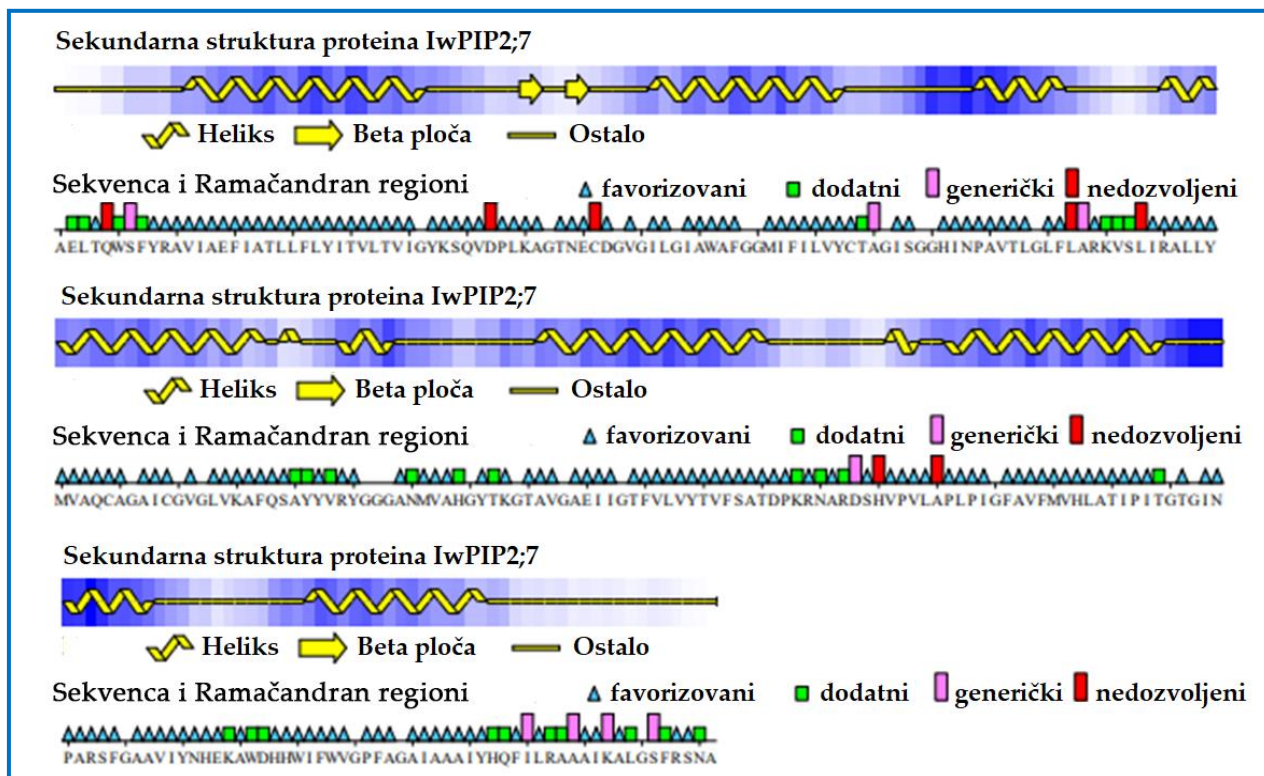 Sekundarna struktura proteina IwPIP2;7
Heliks Beta ploča Ostalo
Sekvenca i Ramačandran regioni favorizovani dodatni generički nedozvoljeni
AELTQWSFYRAVIAEFIATLLFLYITVLTVIGYKSQVDPLKAGTNECDGVGILGIAWAFGGMIFILVYCTAGISGGHINPAVTLGLFLARKVSLIRALLY
Sekundarna struktura proteina IwPIP2;7
Heliks Beta ploča Ostalo
Sekvenca i Ramačandran regioni favorizovani dodatni generički nedozvoljeni
MVAQCAGAICGVGLVKAFQSAYYVRYGGGANMVAHGYTKGTAVGAEIIGTFVLVYTVFSATDPKRNARDSHVPVLAPLPIGFAVFMVHLATIPITGTGIN
Sekundarna struktura proteina IwPIP2;7
Heliks Beta ploča Ostalo
Sekvenca i Ramačandran regioni favorizovani dodatni generički nedozvoljeni
PARSFGAAVIYNHEKAWDHHWIFWVGPFAGAIAAAIYHQFILRAAAIKALGSFRSNA